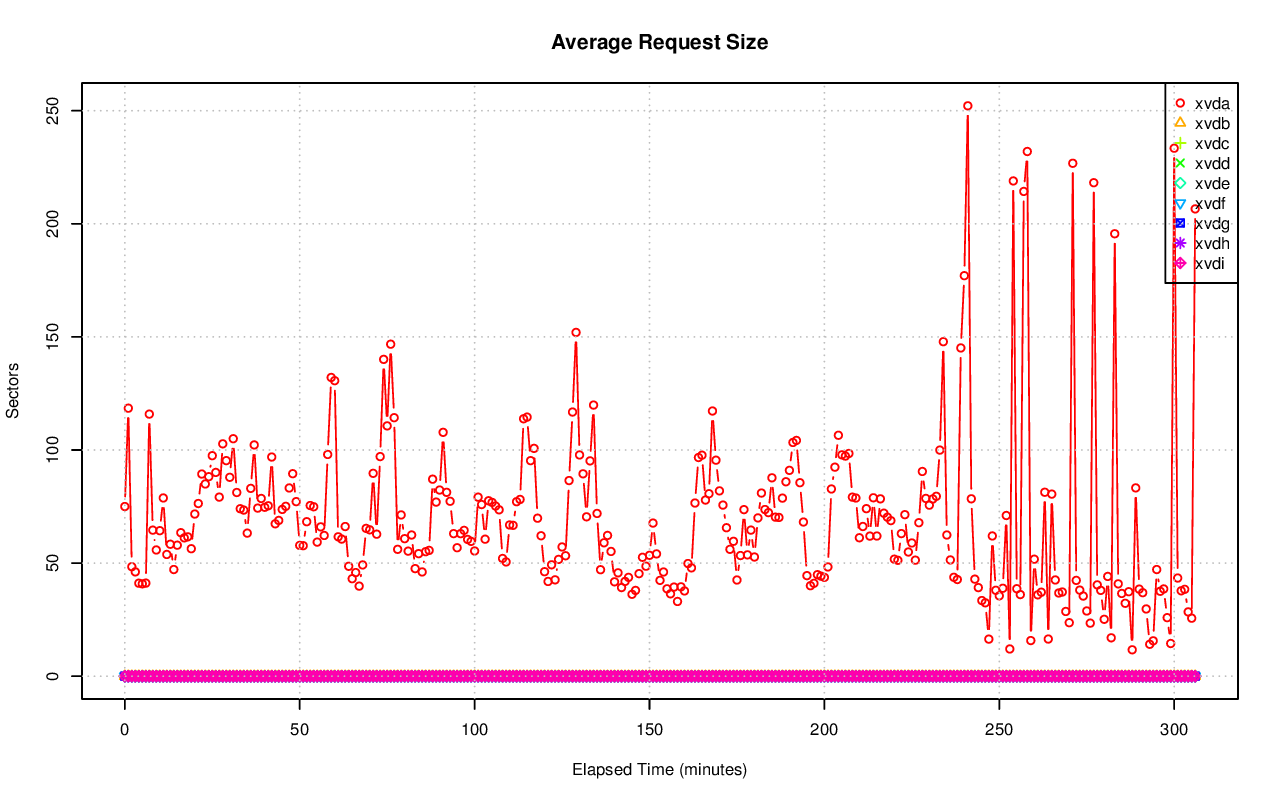 Average Request Size
Sectors
250
200
150
100
50
0
0 50 100 150 200 250 300
Elapsed Time (minutes)
xvda
xvdb
xvdc
xvdd
xvde
xvdf
xvdg
xvdh
xvdi